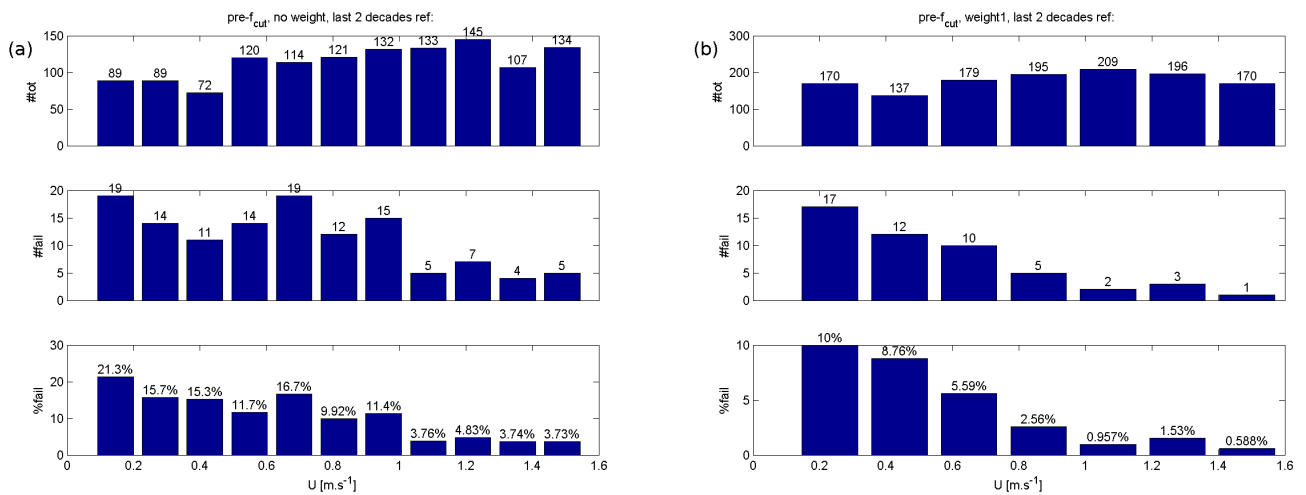 (a)
pre-f_cut, no weight, last 2 decades ref:
150
100
50
0
#tot
89 89 72 120 114 121 132 133 145 107 134
20
15
10
5
0
#fail
19 14 11 14 19 12 15 5 7 4 5
30
20
10
0
%fail
21.3% 15.7% 15.3% 11.7% 16.7% 9.92% 11.4% 3.76% 4.83% 3.74% 3.73%
0 0.2 0.4 0.6 0.8 1 1.2 1.4 1.6
U [m.s⁻¹]
(b)
pre-f_cut, weight1, last 2 decades ref:
300
200
100
0
#tot
170 137 179 195 209 196 170
20
15
10
5
0
#fail
17 12 10 5 2 3 1
10
5
0
%fail
10% 8.76% 5.59% 2.56% 0.957% 1.53% 0.588%
0 0.2 0.4 0.6 0.8 1 1.2 1.4 1.6
U [m.s⁻¹]